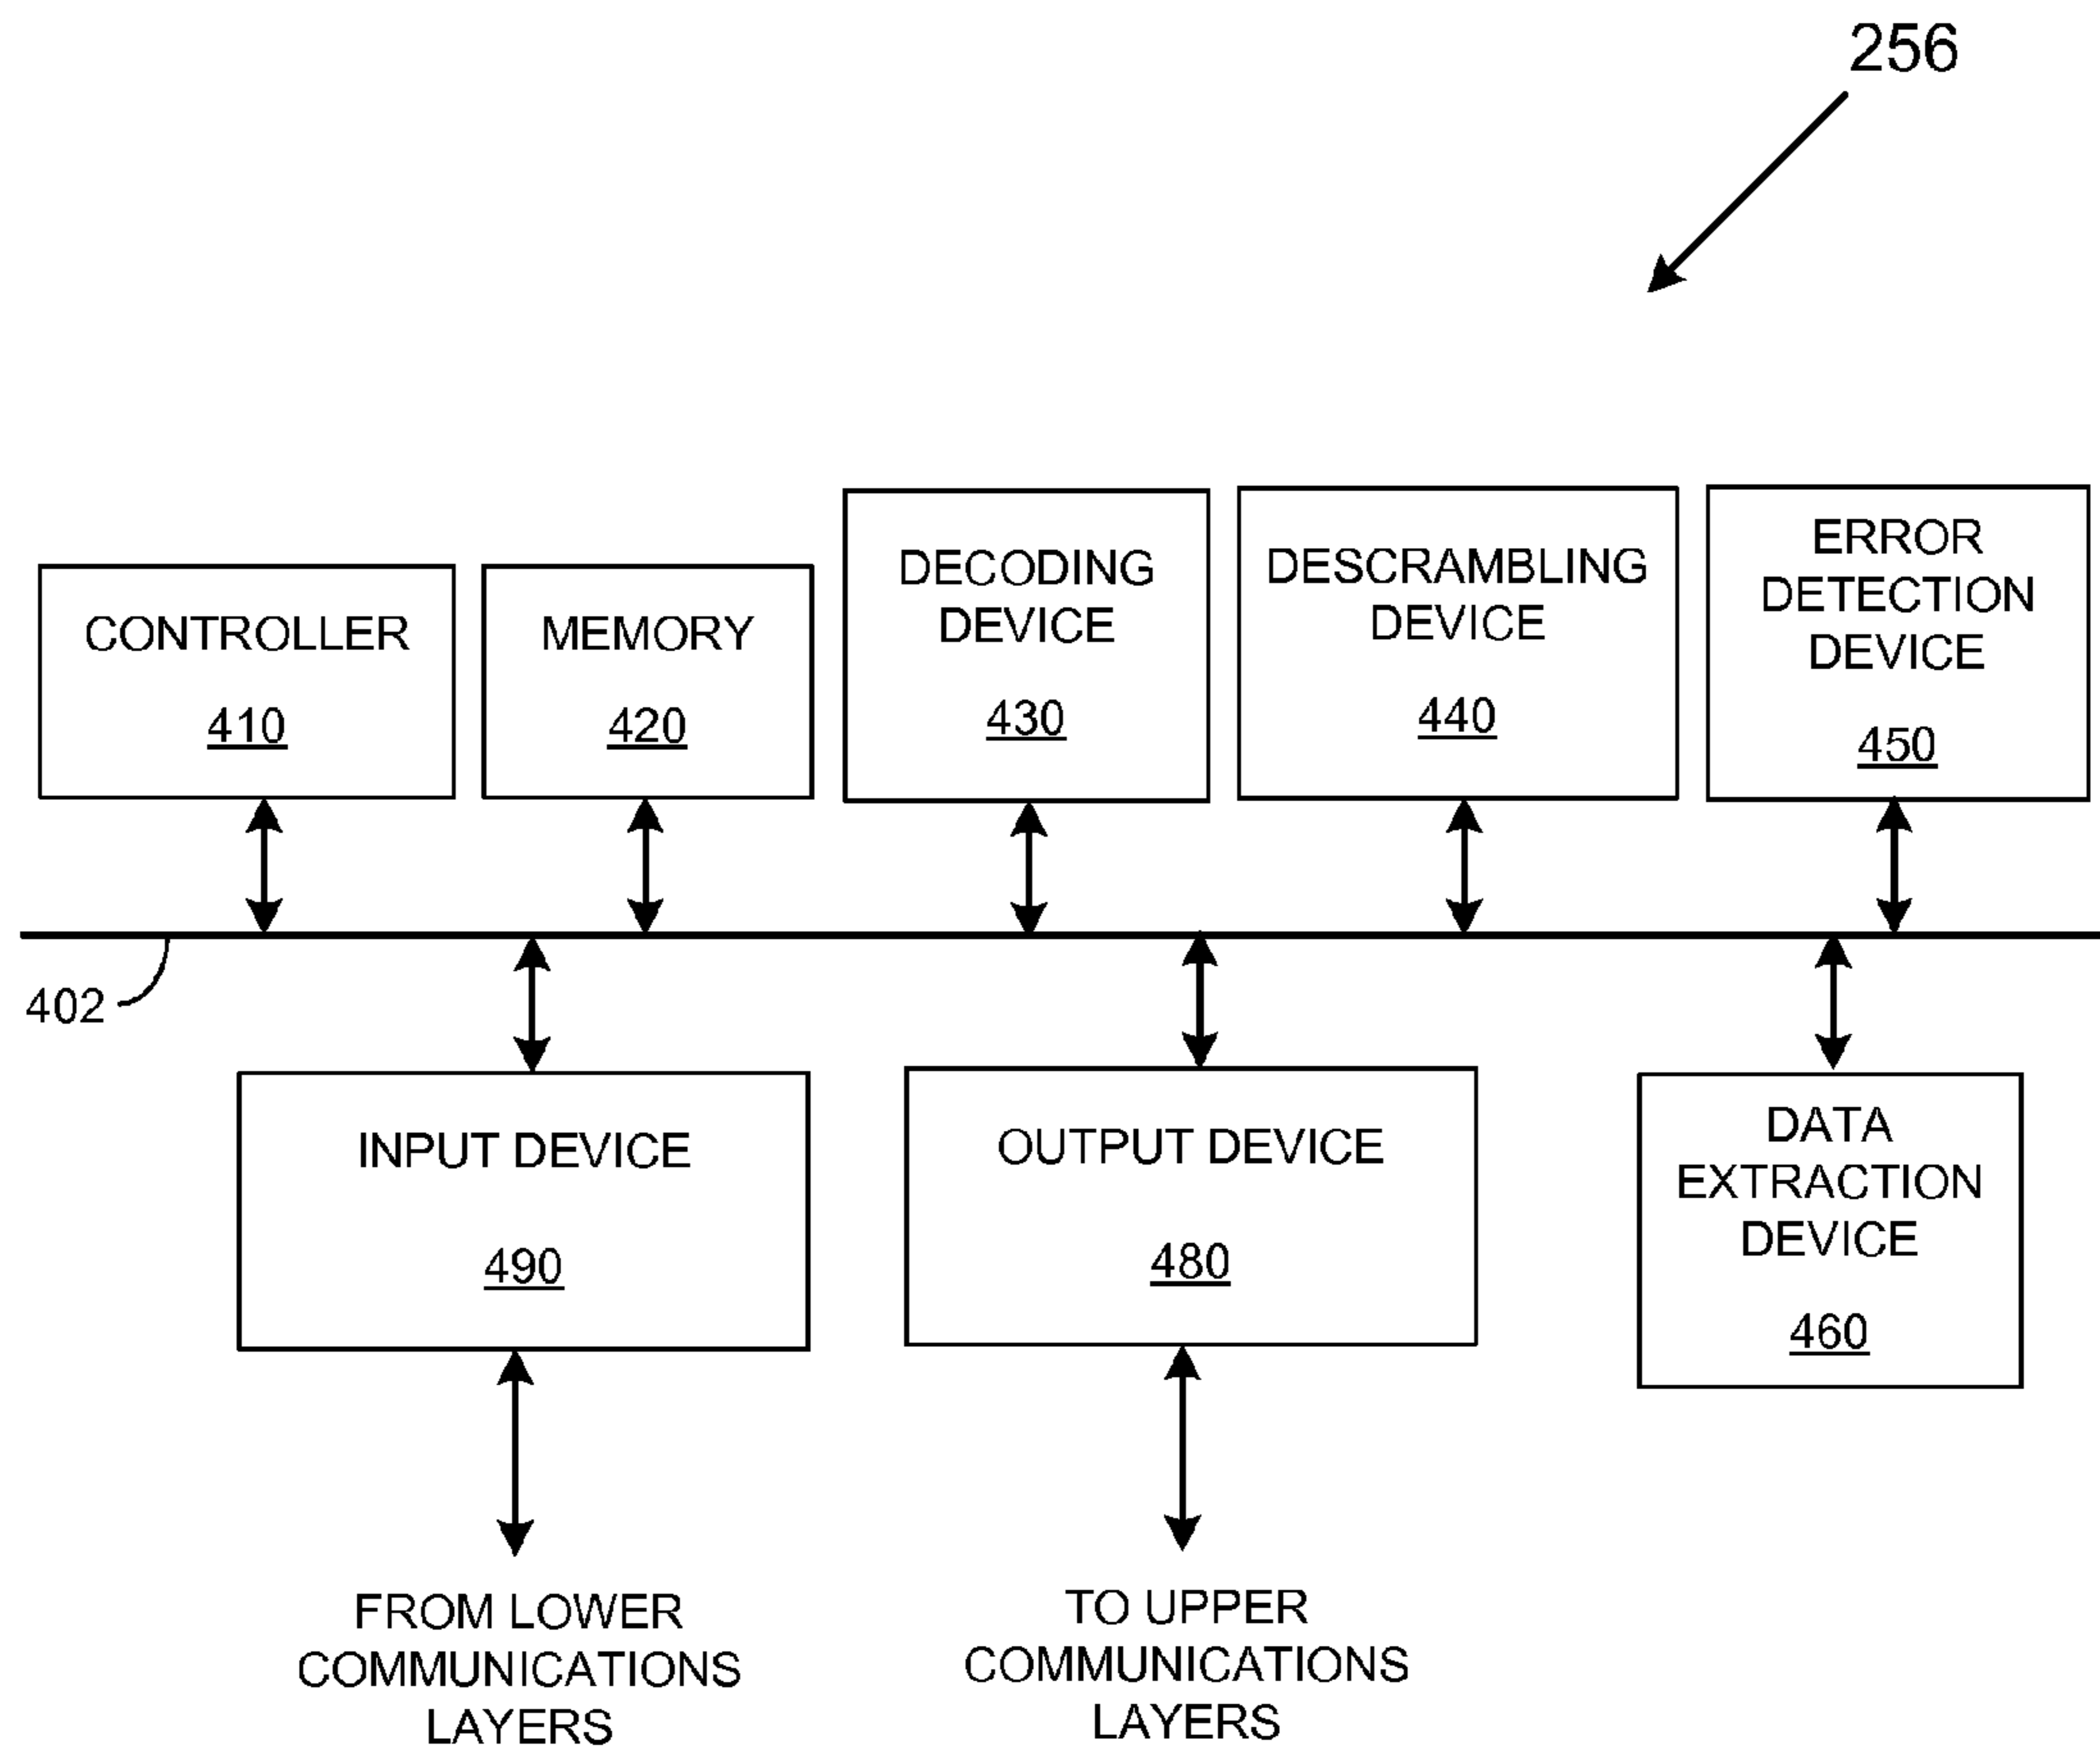 256
CONTROLLER
410
MEMORY
420
DECODING
DEVICE
430
DESCRAMBLING
DEVICE
440
ERROR
DETECTION
DEVICE
450
402
INPUT DEVICE
490
OUTPUT DEVICE
480
DATA
EXTRACTION
DEVICE
460
FROM LOWER
COMMUNICATIONS
LAYERS
TO UPPER
COMMUNICATIONS
LAYERS